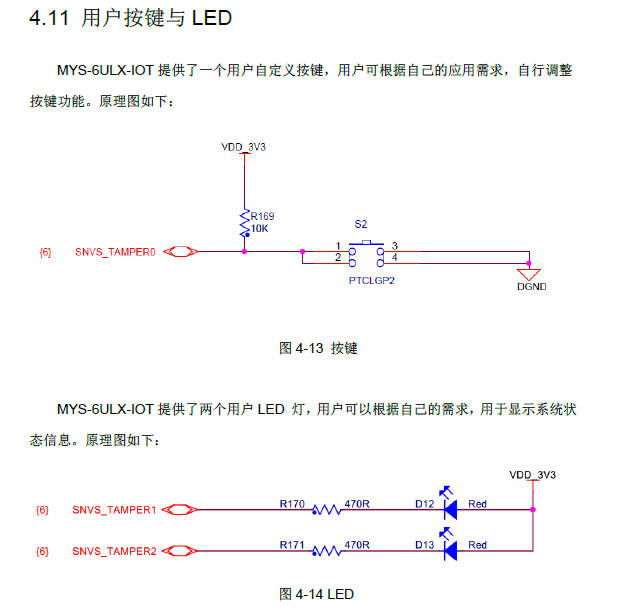 4.11 用户按键与 LED
MYS-6ULX-IOT 提供了一个用户自定义按键，用户可根据自己的应用需求，自行调整
按键功能。原理图如下：
VDD_3V3
R169
10K
S2
{6} SNVS_TAMPER0
1 3
2 4
PTCLGP2
DGND
图 4-13 按键
MYS-6ULX-IOT 提供了两个用户 LED 灯，用户可以根据自己的需求，用于显示系统状
态信息。原理图如下：
VDD_3V3
{6} SNVS_TAMPER1 R170 470R D12 Red
{6} SNVS_TAMPER2 R171 470R D13 Red
图 4-14 LED